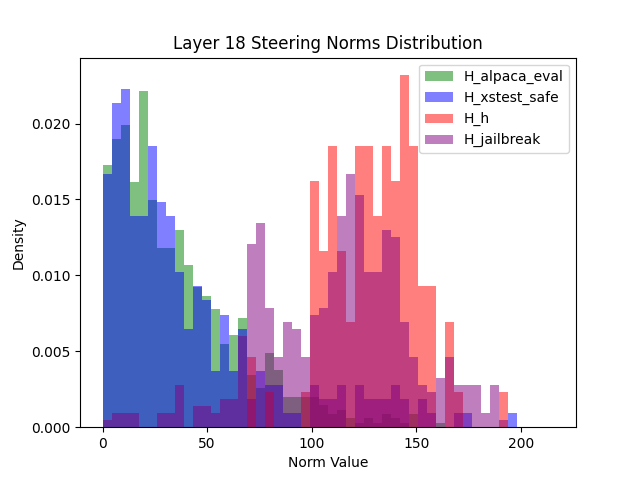 Layer 18 Steering Norms Distribution
H_alpaca_eval
H_xstest_safe
H_h
H_jailbreak
Density
0.020
0.015
0.010
0.005
0.000
0
50
100
150
200
Norm Value